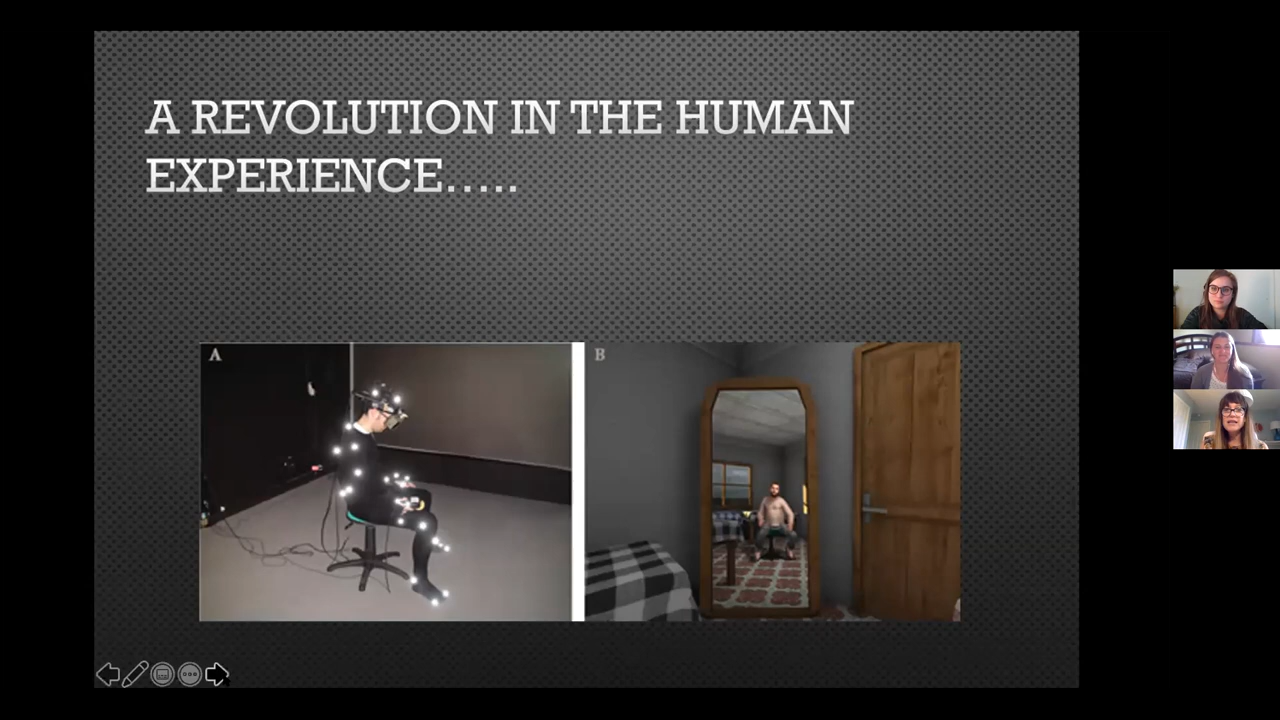 A REVOLUTION IN THE HUMAN
EXPERIENCE.....
A
B